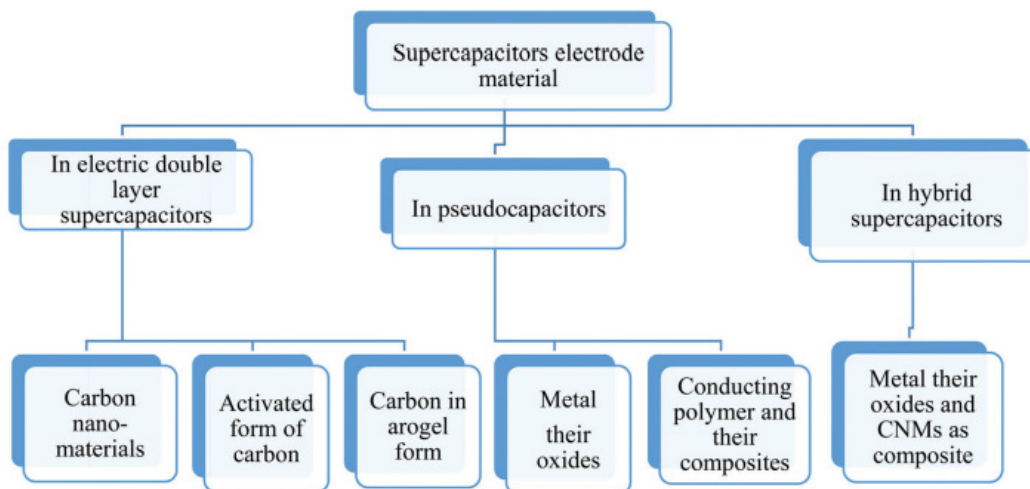 Supercapacitors electrode
material
In electric double
layer
supercapacitors
In pseudocapacitors
In hybrid
supercapacitors
Carbon
nano-
materials
Activated
form of
carbon
Carbon in
arogel
form
Metal
their
oxides
Conducting
polymer and
their
composites
Metal their
oxides and
CNMs as
composite